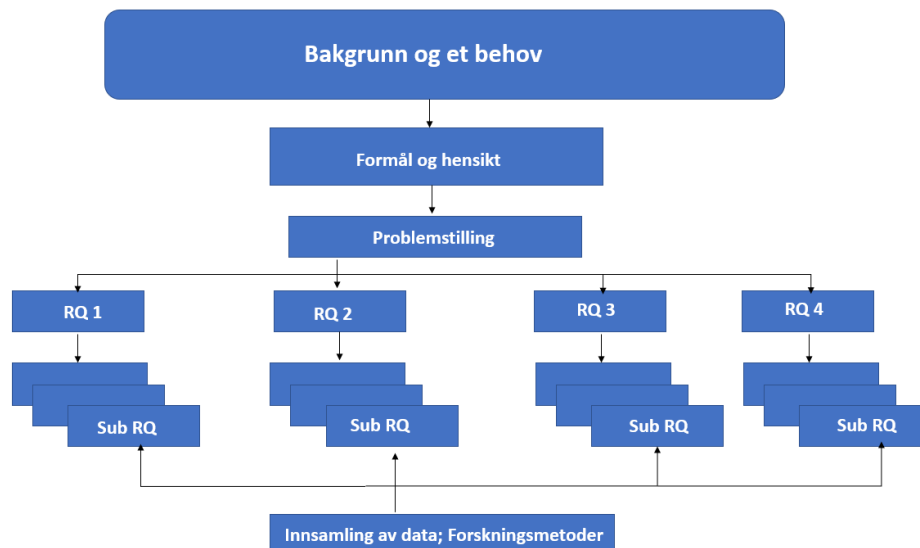 Bakgrunn og et behov
Formål og hensikt
Problemstilling
RQ 1
RQ 2
RQ 3
RQ 4
Sub RQ
Sub RQ
Sub RQ
Sub RQ
Innsamling av data; Forskningsmetoder